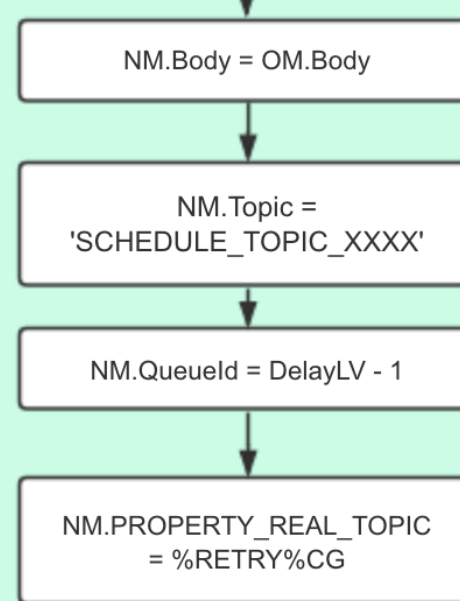 NM.Body = OM.Body
NM.Topic =
'SCHEDULE_TOPIC_XXXX'
NM.QueueId = DelayLV - 1
NM.PROPERTY_REAL_TOPIC
= %RETRY%CG